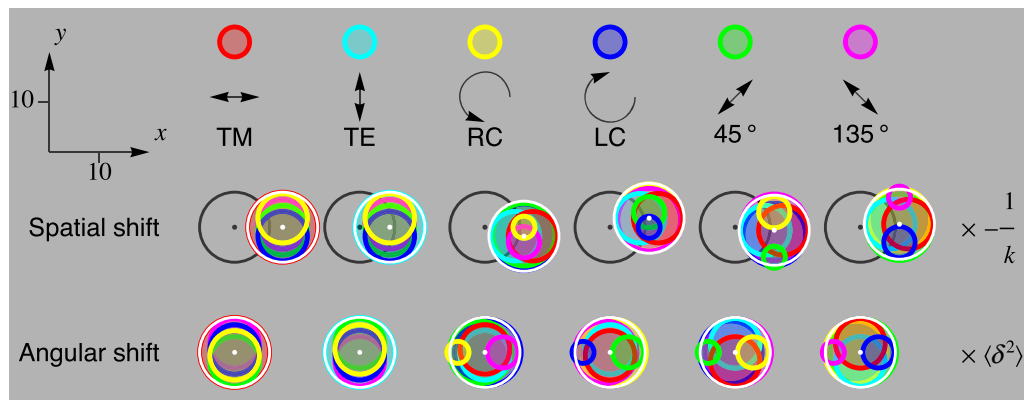 y
10
x
10
TM
TE
RC
LC
45°
135°
Spatial shift
× -1/k
Angular shift
× ⟨δ²⟩